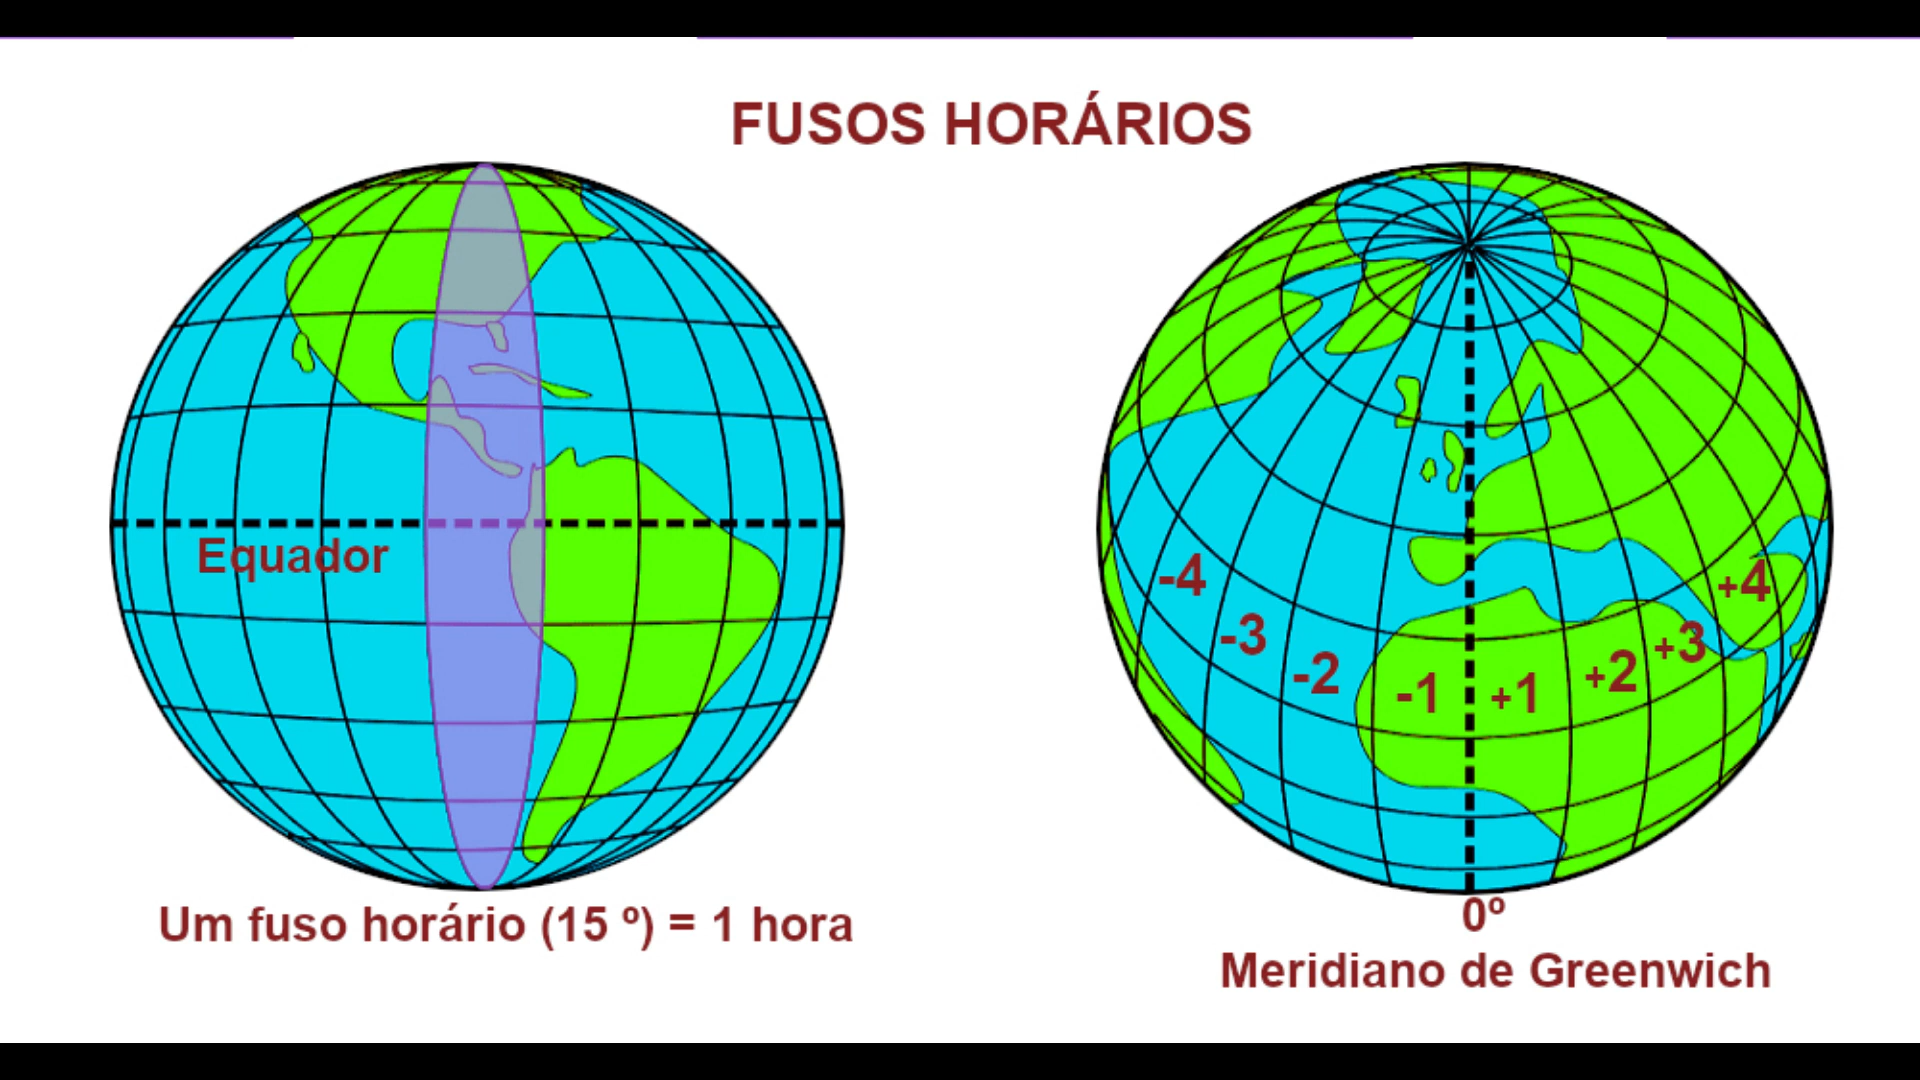 FUSOS HORÁRIOS
Equador
Um fuso horário (15 º) = 1 hora
-4
-3
-2
-1
+1
+2
+3
+4
0º
Meridiano de Greenwich